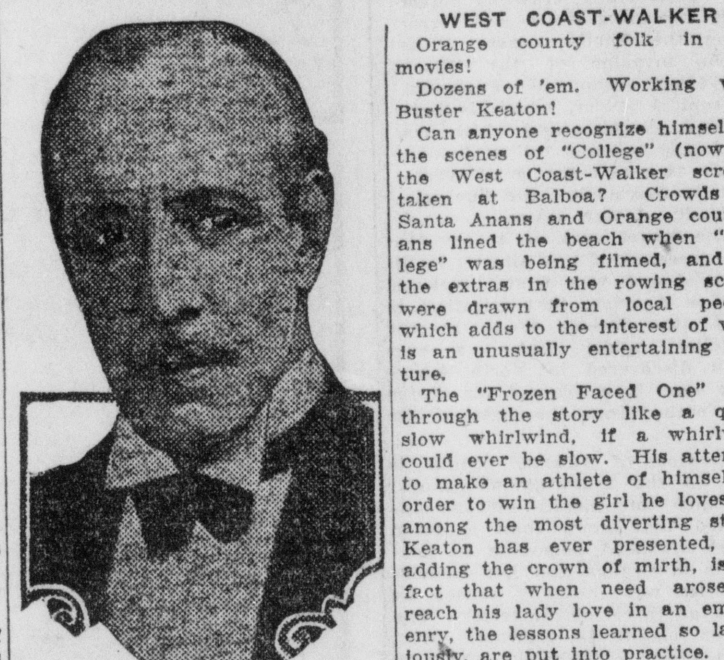 WEST COAST-WALKER
Orange county folk in
movies!
Dozens of 'em. Working
Buster Keaton!
Can anyone recognize himsel
the scenes of "College" (now
the West Coast-Walker scr
taken at Balboa? Crowds
Santa Anans and Orange cou
ans lined the beach when "
lege" was being filmed, and
the extras in the rowing sc
were drawn from local pe
which adds to the interest of
is an unusually entertaining
ture.
The "Frozen Faced One"
through the story like a q
slow whirlwind, if a whirl
could ever be slow. His atte
to make an athlete of himsel
order to win the girl he loves
among the most diverting st
Keaton has ever presented,
adding the crown of mirth, is
fact that when need arose
reach his lady love in an em
enry, the lessons learned so la
iously, are put into practice.